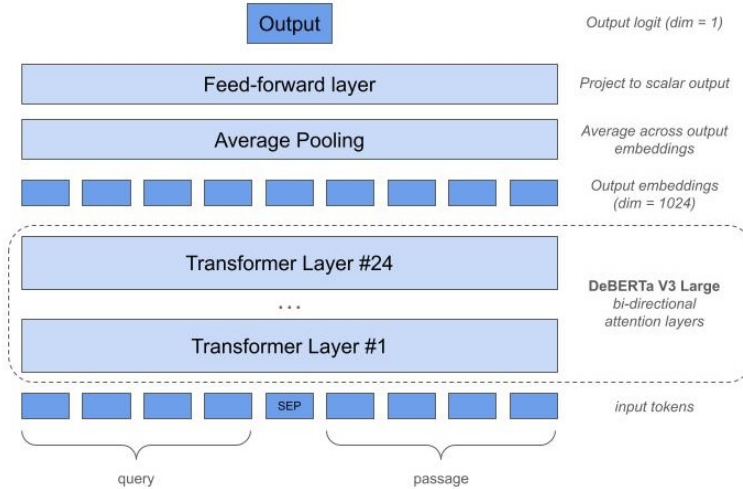 Output
Output logit (dim = 1)
Feed-forward layer
Project to scalar output
Average Pooling
Average across output
embeddings
Output embeddings
(dim = 1024)
Transformer Layer #24
...
Transformer Layer #1
DeBERTa V3 Large
bi-directional
attention layers
SEP
input tokens
query
passage